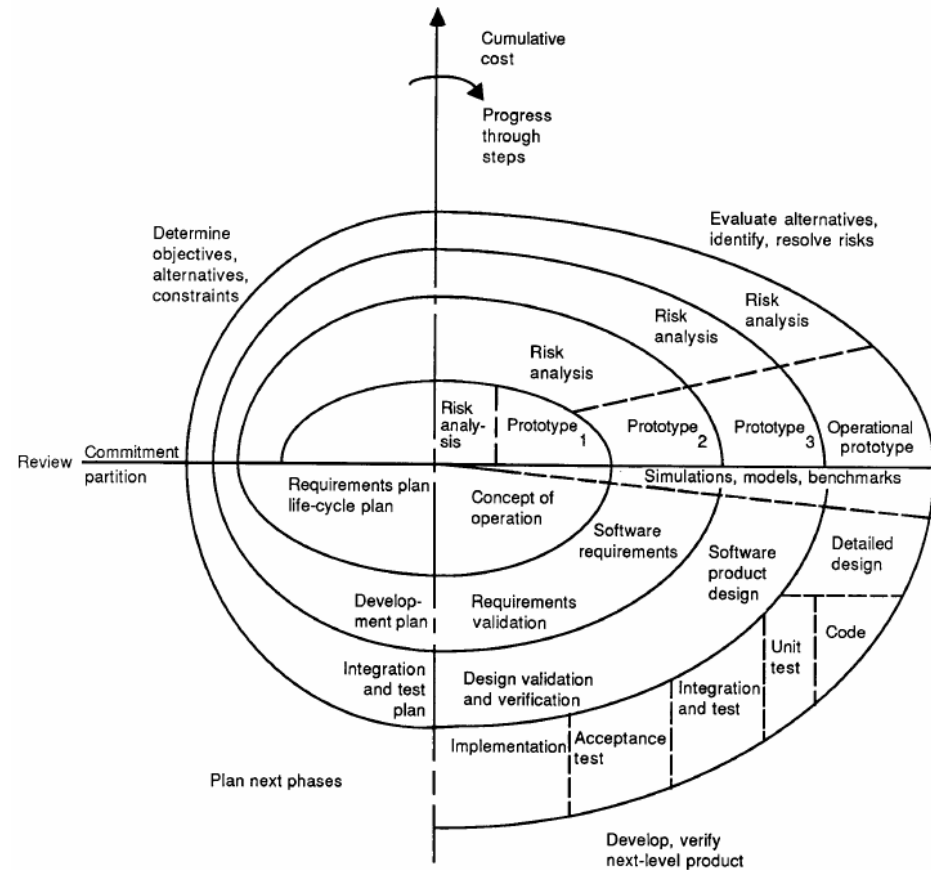 Cumulative
cost
Progress
through
steps
Evaluate alternatives,
identify, resolve risks
Determine
objectives,
alternatives,
constraints
Risk
analysis
Risk
analysis
Risk
analysis
Risk
analy-
sis
Prototype
1
Prototype
2
Prototype
3
Operational
prototype
Review
Commitment
partition
Simulations, models, benchmarks
Requirements plan
life-cycle plan
Concept of
operation
Software
requirements
Software
product
design
Detailed
design
Develop-
ment plan
Requirements
validation
Code
Unit
test
Integration
and test
plan
Design validation
and verification
Integration
and test
Acceptance
test
Implementation
Plan next phases
Develop, verify
next-level product